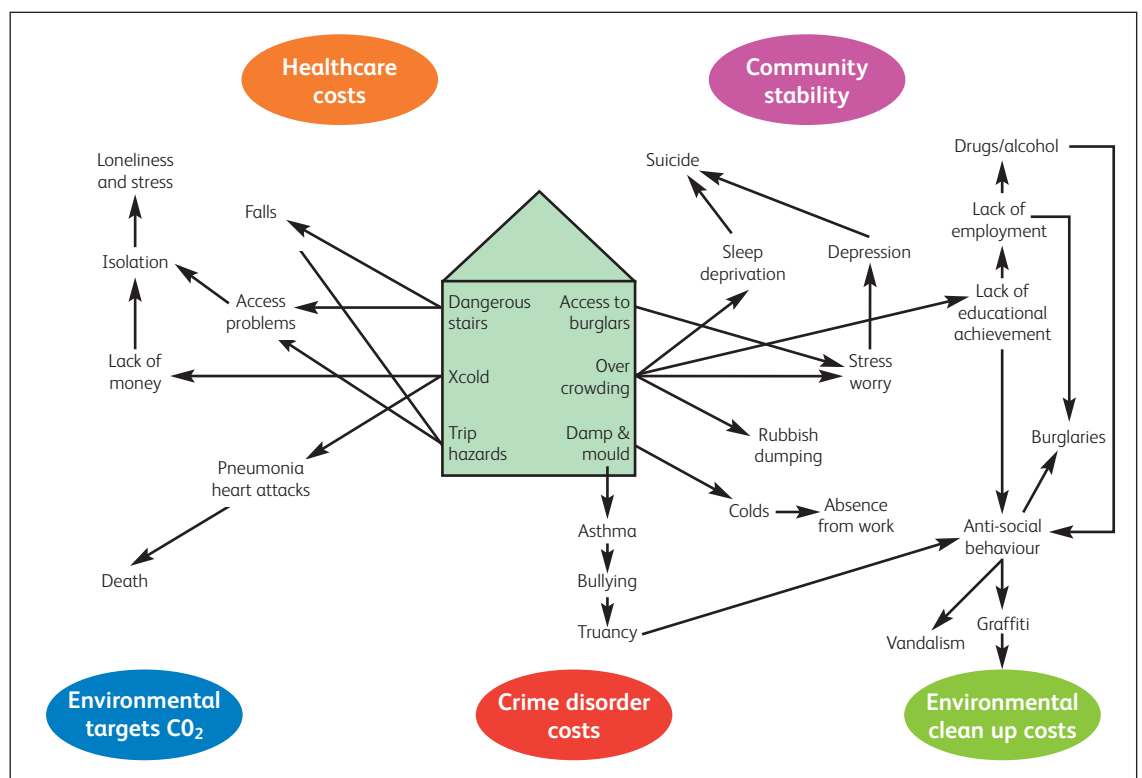 Healthcare
costs
Community
stability
Loneliness
and stress
Falls
Isolation
Access
problems
Lack of
money
Pneumonia
heart attacks
Death
Dangerous
stairs
Xcold
Trip
hazards
Access to
burglars
Over
crowding
Damp &
mould
Suicide
Sleep
deprivation
Depression
Stress
worry
Rubbish
dumping
Colds
Absence
from work
Asthma
Bullying
Truancy
Drugs/alcohol
Lack of
employment
Lack of
educational
achievement
Burglaries
Anti-social
behaviour
Vandalism
Graffiti
Environmental
targets C0₂
Crime disorder
costs
Environmental
clean up costs